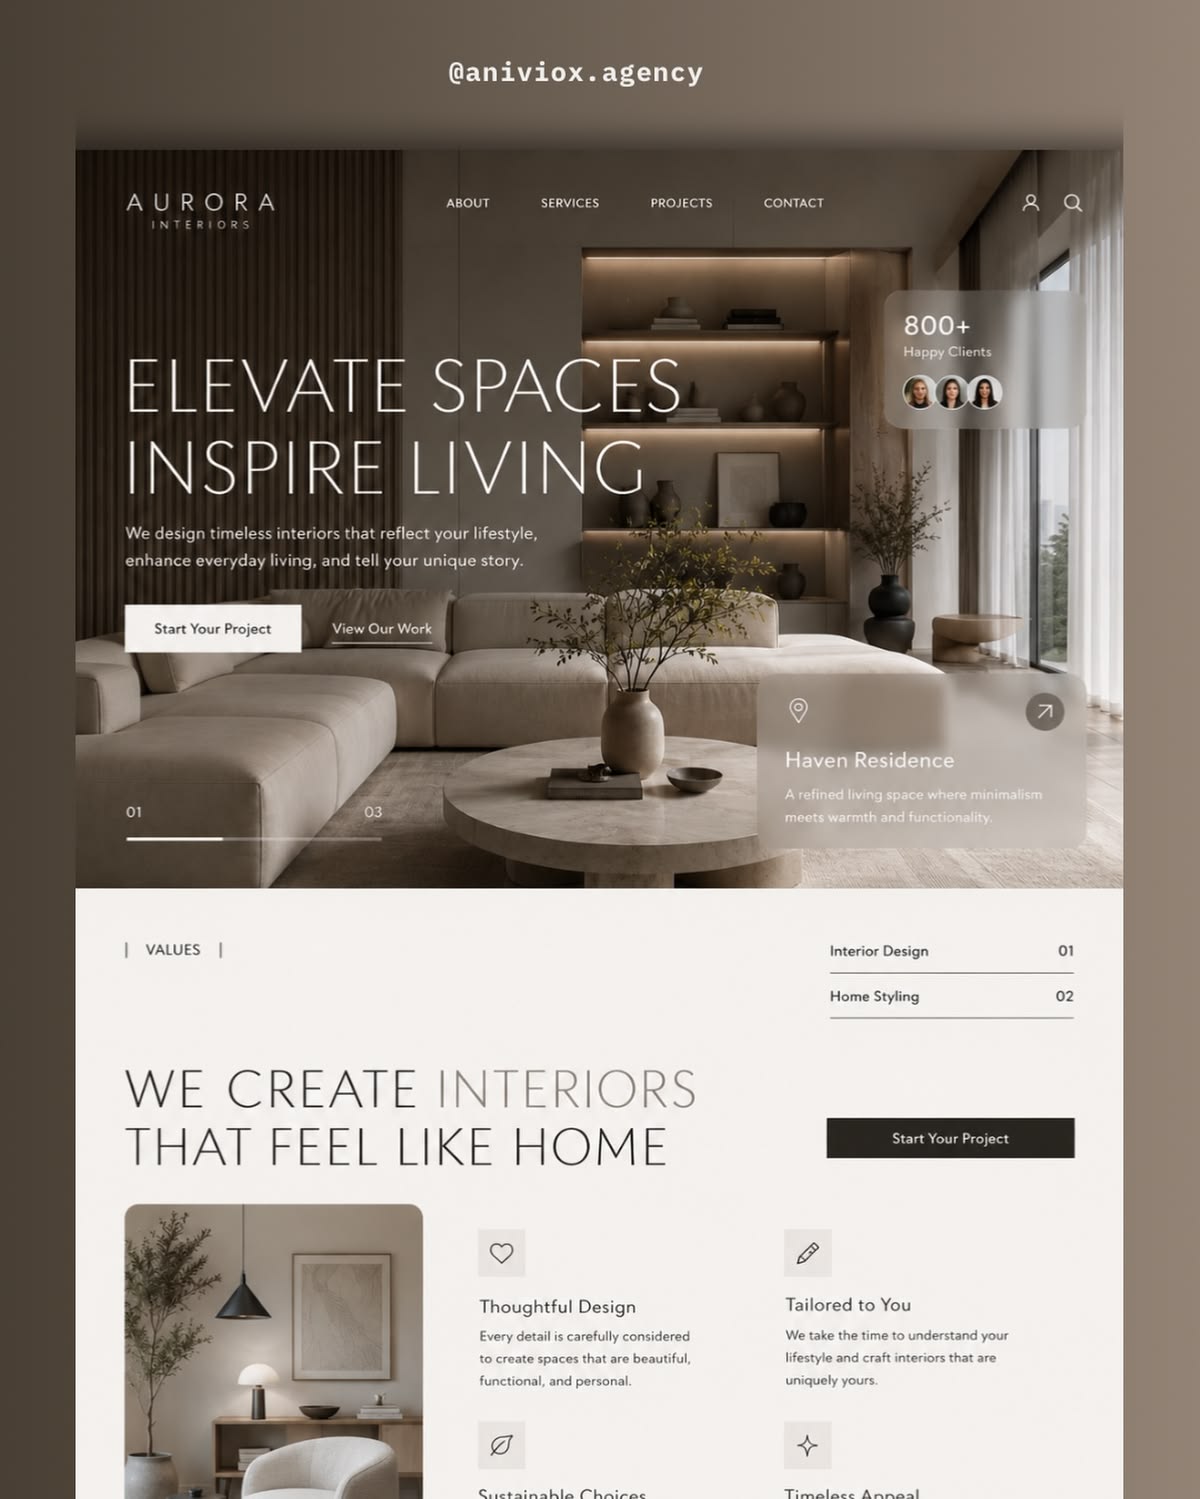 @aniviox.agency
AURORA
INTERIORS
ABOUT
SERVICES
PROJECTS
CONTACT
800+
Happy Clients
ELEVATE SPACES
INSPIRE LIVING
We design timeless interiors that reflect your lifestyle,
enhance everyday living, and tell your unique story.
Start Your Project
View Our Work
Haven Residence
A refined living space where minimalism
meets warmth and functionality.
01
03
| VALUES |
Interior Design 01
Home Styling 02
WE CREATE INTERIORS
THAT FEEL LIKE HOME
Start Your Project
Thoughtful Design
Every detail is carefully considered
to create spaces that are beautiful,
functional, and personal.
Tailored to You
We take the time to understand your
lifestyle and craft interiors that are
uniquely yours.
Sustainable Choices
Timeless Appeal